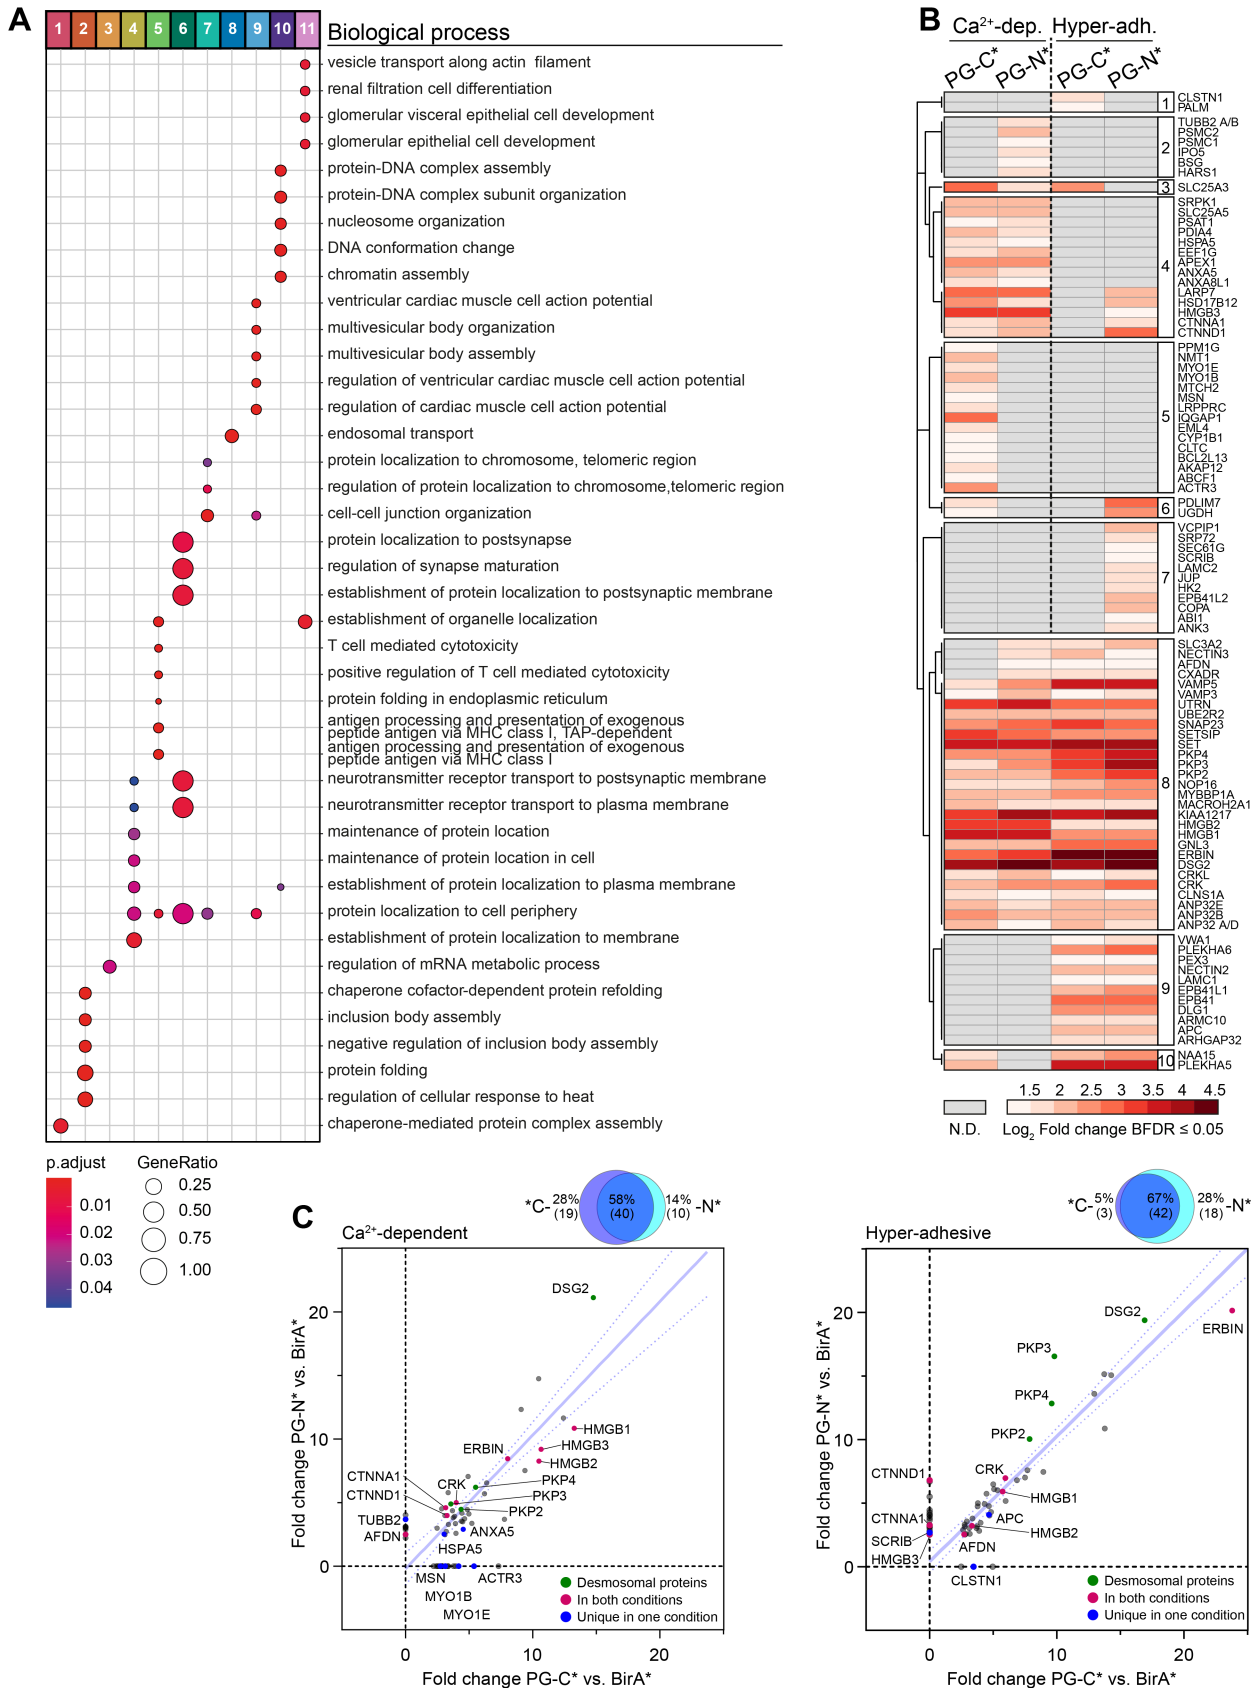 A
1 2 3 4 5 6 7 8 9 10 11
Biological process
vesicle transport along actin filament
renal filtration cell differentiation
glomerular visceral epithelial cell development
glomerular epithelial cell development
protein-DNA complex assembly
protein-DNA complex subunit organization
nucleosome organization
DNA conformation change
chromatin assembly
ventricular cardiac muscle cell action potential
multivesicular body organization
multivesicular body assembly
regulation of ventricular cardiac muscle cell action potential
regulation of cardiac muscle cell action potential
endosomal transport
protein localization to chromosome, telomeric region
regulation of protein localization to chromosome,telomeric region
cell-cell junction organization
protein localization to postsynapse
regulation of synapse maturation
establishment of protein localization to postsynaptic membrane
establishment of organelle localization
T cell mediated cytotoxicity
positive regulation of T cell mediated cytotoxicity
protein folding in endoplasmic reticulum
antigen processing and presentation of exogenous
peptide antigen via MHC class I, TAP-dependent
antigen processing and presentation of exogenous
peptide antigen via MHC class I
neurotransmitter receptor transport to postsynaptic membrane
neurotransmitter receptor transport to plasma membrane
maintenance of protein location
maintenance of protein location in cell
establishment of protein localization to plasma membrane
protein localization to cell periphery
establishment of protein localization to membrane
regulation of mRNA metabolic process
chaperone cofactor-dependent protein refolding
inclusion body assembly
negative regulation of inclusion body assembly
protein folding
regulation of cellular response to heat
chaperone-mediated protein complex assembly
p.adjust
0.01
0.02
0.03
0.04
GeneRatio
0.25
0.50
0.75
1.00
B
Ca2+-dep. Hyper-adh.
PG-C* PG-N* PG-C* PG-N*
1
CLSTN1
PALM
2
TUBB2 A/B
PSMC2
PSMC1
IPO5
BSG
HARS1
3
SLC25A3
4
SRPK1
SLC25A5
PSAT1
PDIA4
HSPA5
EEF1G
APEX1
ANXA5
ANXA8L1
LARP7
HSD17B12
HMGB3
CTNNA1
CTNND1
5
PPM1G
NMT1
MYO1E
MYO1B
MTCH2
MSN
LRPPRC
IQGAP1
EML4
CYP1B1
CLTC
BCL2L13
AKAP12
ABCF1
ACTR3
6
PDLIM7
UGDH
7
VCPIP1
SRP72
SEC61G
SCRIB
LAMC2
JUP
HK2
EPB41L2
COPA
ABI1
ANK3
8
SLC3A2
NECTIN3
AFDN
CXADR
VAMP5
VAMP3
UTRN
UBE2R2
SNAP23
SETSIP
SET
PKP4
PKP3
PKP2
NOP16
MYBBP1A
MACROH2A1
KIAA1217
HMGB2
HMGB1
GNL3
ERBIN
DSG2
CRKL
CRK
CLNS1A
ANP32E
ANP32B
ANP32 A/D
9
VWA1
PLEKHA6
PEX3
NECTIN2
LAMC1
EPB41L1
EPB41
DLG1
ARMC10
APC
ARHGAP32
10
NAA15
PLEKHA5
1.5 2 2.5 3 3.5 4 4.5
N.D.
Log2 Fold change BFDR ≤ 0.05
C
*C- 28% (19) 58% (40) 14% (10) -N*
Ca2+-dependent
Fold change PG-N* vs. BirA*
20
10
0
DSG2
HMGB1
HMGB3
HMGB2
ERBIN
PKP4
CTNNA1
CRK
PKP3
CTNND1
PKP2
TUBB2
ANXA5
AFDN
HSPA5
MSN
ACTR3
MYO1B
MYO1E
Desmosomal proteins
In both conditions
Unique in one condition
0 10 20
Fold change PG-C* vs. BirA*
*C- 5% (3) 67% (42) 28% (18) -N*
Hyper-adhesive
Fold change PG-N* vs. BirA*
20
10
0
DSG2
ERBIN
PKP3
PKP4
PKP2
CTNND1
CRK
HMGB1
CTNNA1
APC
SCRIB
HMGB2
AFDN
HMGB3
CLSTN1
Desmosomal proteins
In both conditions
Unique in one condition
0 10 20
Fold change PG-C* vs. BirA*